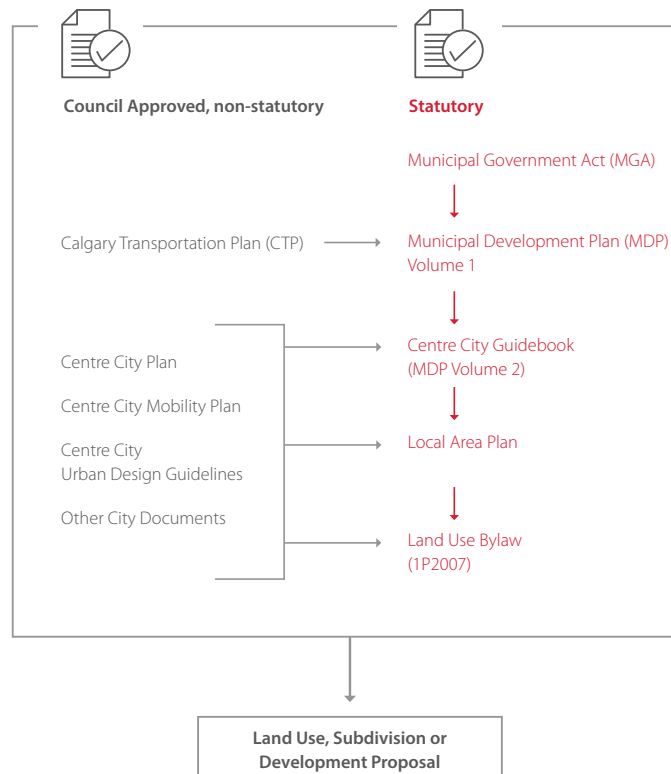 Council Approved, non-statutory
Statutory
Municipal Government Act (MGA)
Calgary Transportation Plan (CTP)
Municipal Development Plan (MDP)
Volume 1
Centre City Plan
Centre City Mobility Plan
Centre City
Urban Design Guidelines
Other City Documents
Centre City Guidebook
(MDP Volume 2)
Local Area Plan
Land Use Bylaw
(1P2007)
Land Use, Subdivision or
Development Proposal